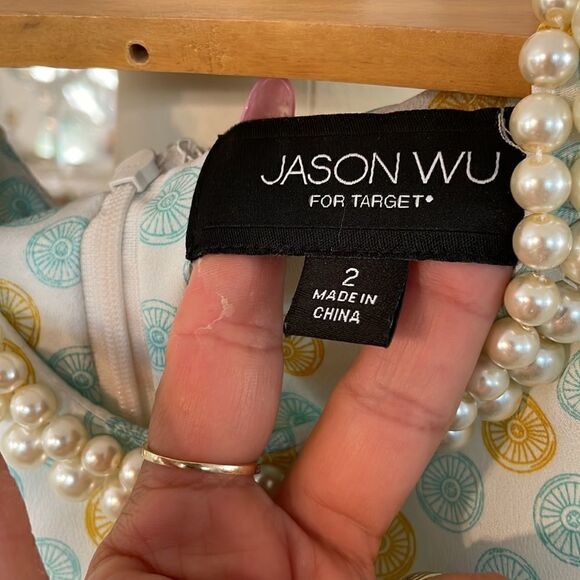 JASON WU
FOR TARGET
2
MADE IN
CHINA